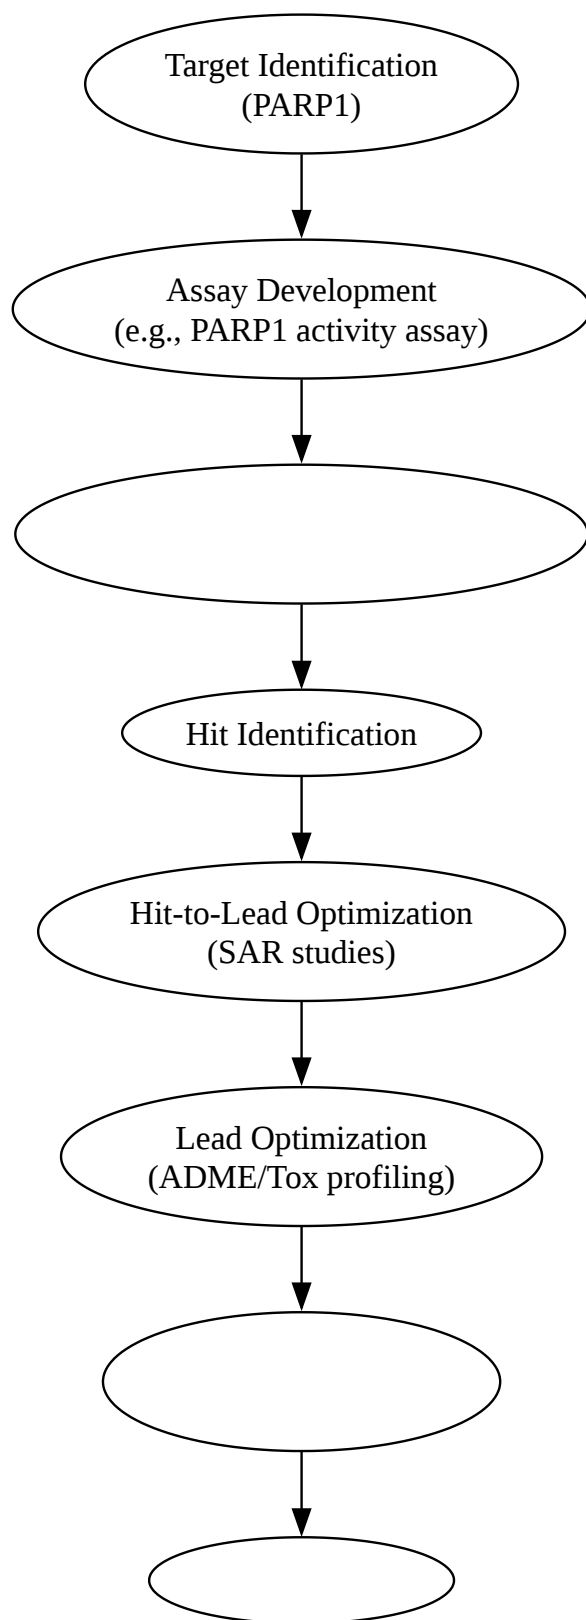 Target Identification
(PARP1)
Assay Development
(e.g., PARP1 activity assay)
Hit Identification
Hit-to-Lead Optimization
(SAR studies)
Lead Optimization
(ADME/Tox profiling)